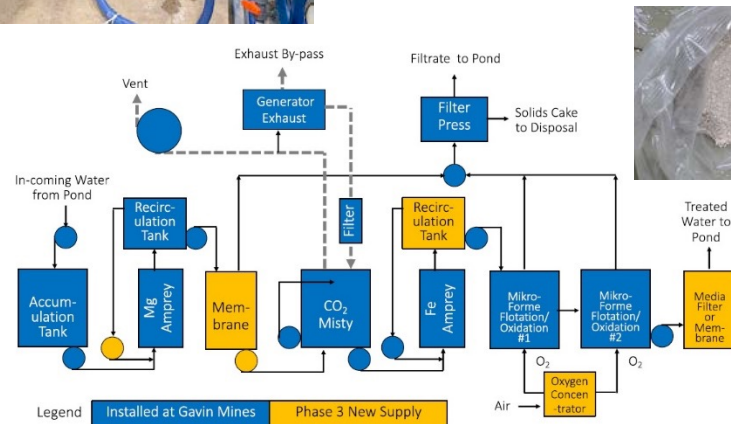 Exhaust By-pass
Filtrate to Pond
Vent
Generator
Exhaust
Filter
Press
Solids Cake
to Disposal
In-coming Water
from Pond
Recirc-
ulation
Tank
Filter
Recirc-
ulation
Tank
Treated
Water to
Pond
Accum-
ulation
Tank
Mg
Amprey
Mem-
brane
CO₂
Misty
Fe
Amprey
Mikro-
Forme
Flotation/
Oxidation
#1
Mikro-
Forme
Flotation/
Oxidation
#2
Media
Filter
or
Mem-
brane
O₂
O₂
Air
Oxygen
Concen
-trator
Legend
Installed at Gavin Mines
Phase 3 New Supply